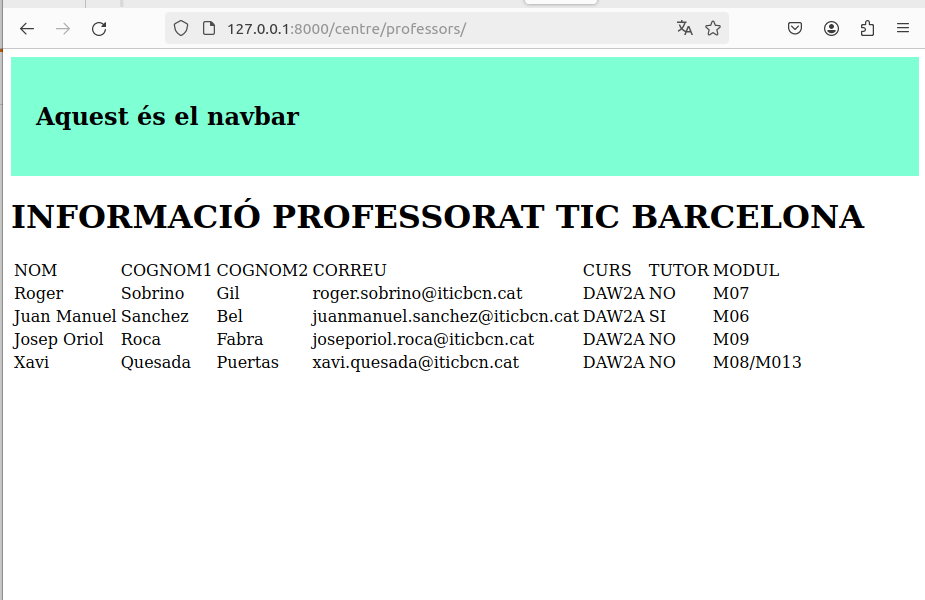 127.0.0.1:8000/centre/professors/
Aquest és el navbar
INFORMACIÓ PROFESSORAT TIC BARCELONA
NOM COGNOM1 COGNOM2 CORREU CURS TUTOR MODUL
Roger Sobrino Gil roger.sobrino@iticbcn.cat DAW2A NO M07
Juan Manuel Sanchez Bel juanmanuel.sanchez@iticbcn.cat DAW2A SI M06
Josep Oriol Roca Fabra joseporiol.roca@iticbcn.cat DAW2A NO M09
Xavi Quesada Puertas xavi.quesada@iticbcn.cat DAW2A NO M08/M013